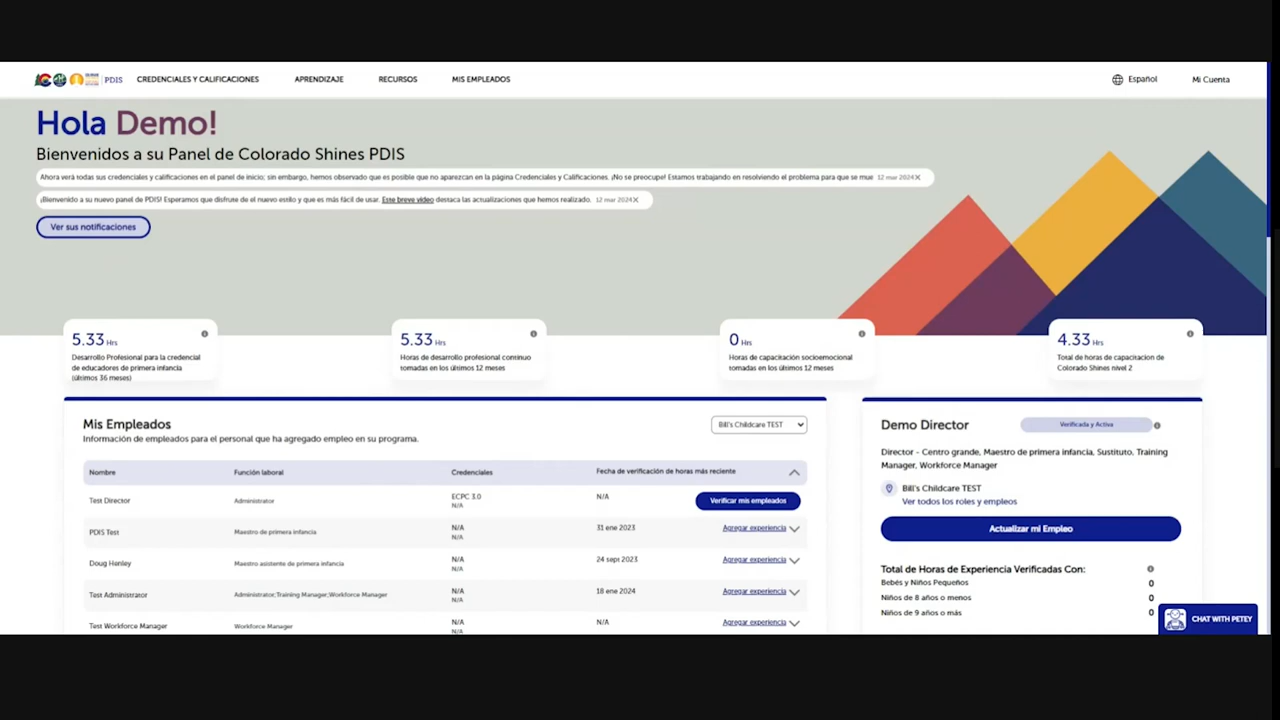 PDIS
CREDENCIALES Y CALIFICACIONES
APRENDIZAJE
RECURSOS
MIS EMPLEADOS
Español
Mi Cuenta
Hola Demo!
Bienvenidos a su Panel de Colorado Shines PDIS
Ahora verá todas sus credenciales y calificaciones en el panel de inicio; sin embargo, hemos observado que es posible que no aparezcan en la página Credenciales y Calificaciones. ¡No se preocupe! Estamos trabajando en resolviendo el problema para que se mue 12 mar 2024 X
¡Bienvenido a su nuevo panel de PDIS! Esperamos que disfrute de el nuevo estilo y que es más fácil de usar. Este breve video destaca las actualizaciones que hemos realizado. 12 mar 2024 X
Ver sus notificaciones
5.33 Hrs
Desarrollo Profesional para la credencial
de educadores de primera infancia
(últimos 36 meses)
5.33 Hrs
Horas de desarrollo profesional continuo
tomadas en los últimos 12 meses
0 Hrs
Horas de capacitación socioemocional
tomadas en los últimos 12 meses
4.33 Hrs
Total de horas de capacitacion de
Colorado Shines nivel 2
Mis Empleados
Bill's Childcare TEST
Información de empleados para el personal que ha agregado empleo en su programa.
Nombre Función laboral Credenciales Fecha de verificación de horas más reciente
Test Director Administrator ECPC 3.0 N/A Verificar mis empleados
N/A
PDIS Test Maestro de primera infancia N/A 31 ene 2023 Agregar experiencia
N/A
Doug Henley Maestro asistente de primera infancia N/A 24 sept 2023 Agregar experiencia
N/A
Test Administrator Administrator;Training Manager;Workforce Manager N/A 18 ene 2024 Agregar experiencia
N/A
Test Workforce Manager Workforce Manager N/A N/A Agregar experiencia
N/A
Demo Director Verificada y Activa
Director - Centro grande, Maestro de primera infancia, Sustituto, Training
Manager, Workforce Manager
Bill's Childcare TEST
Ver todos los roles y empleos
Actualizar mi Empleo
Total de Horas de Experiencia Verificadas Con:
Bebés y Niños Pequeños 0
Niños de 8 años o menos 0
Niños de 9 años o más 0
CHAT WITH PETEY